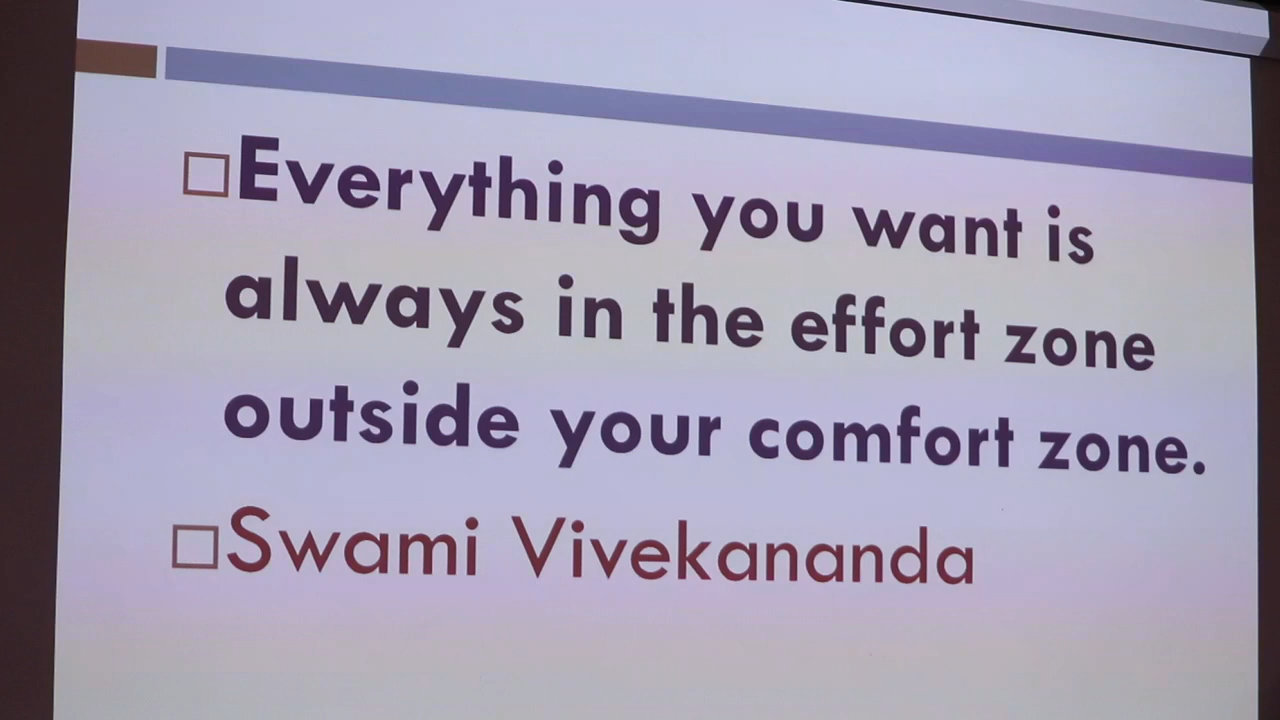 Everything you want is
always in the effort zone
outside your comfort zone.
Swami Vivekananda